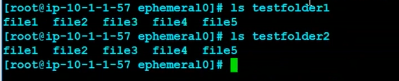 [root@ip-10-1-1-57 ephemeral0]# ls testfolder1
file1 file2 file3 file4 file5
[root@ip-10-1-1-57 ephemeral0]# ls testfolder2
file1 file2 file3 file4 file5
[root@ip-10-1-1-57 ephemeral0]#